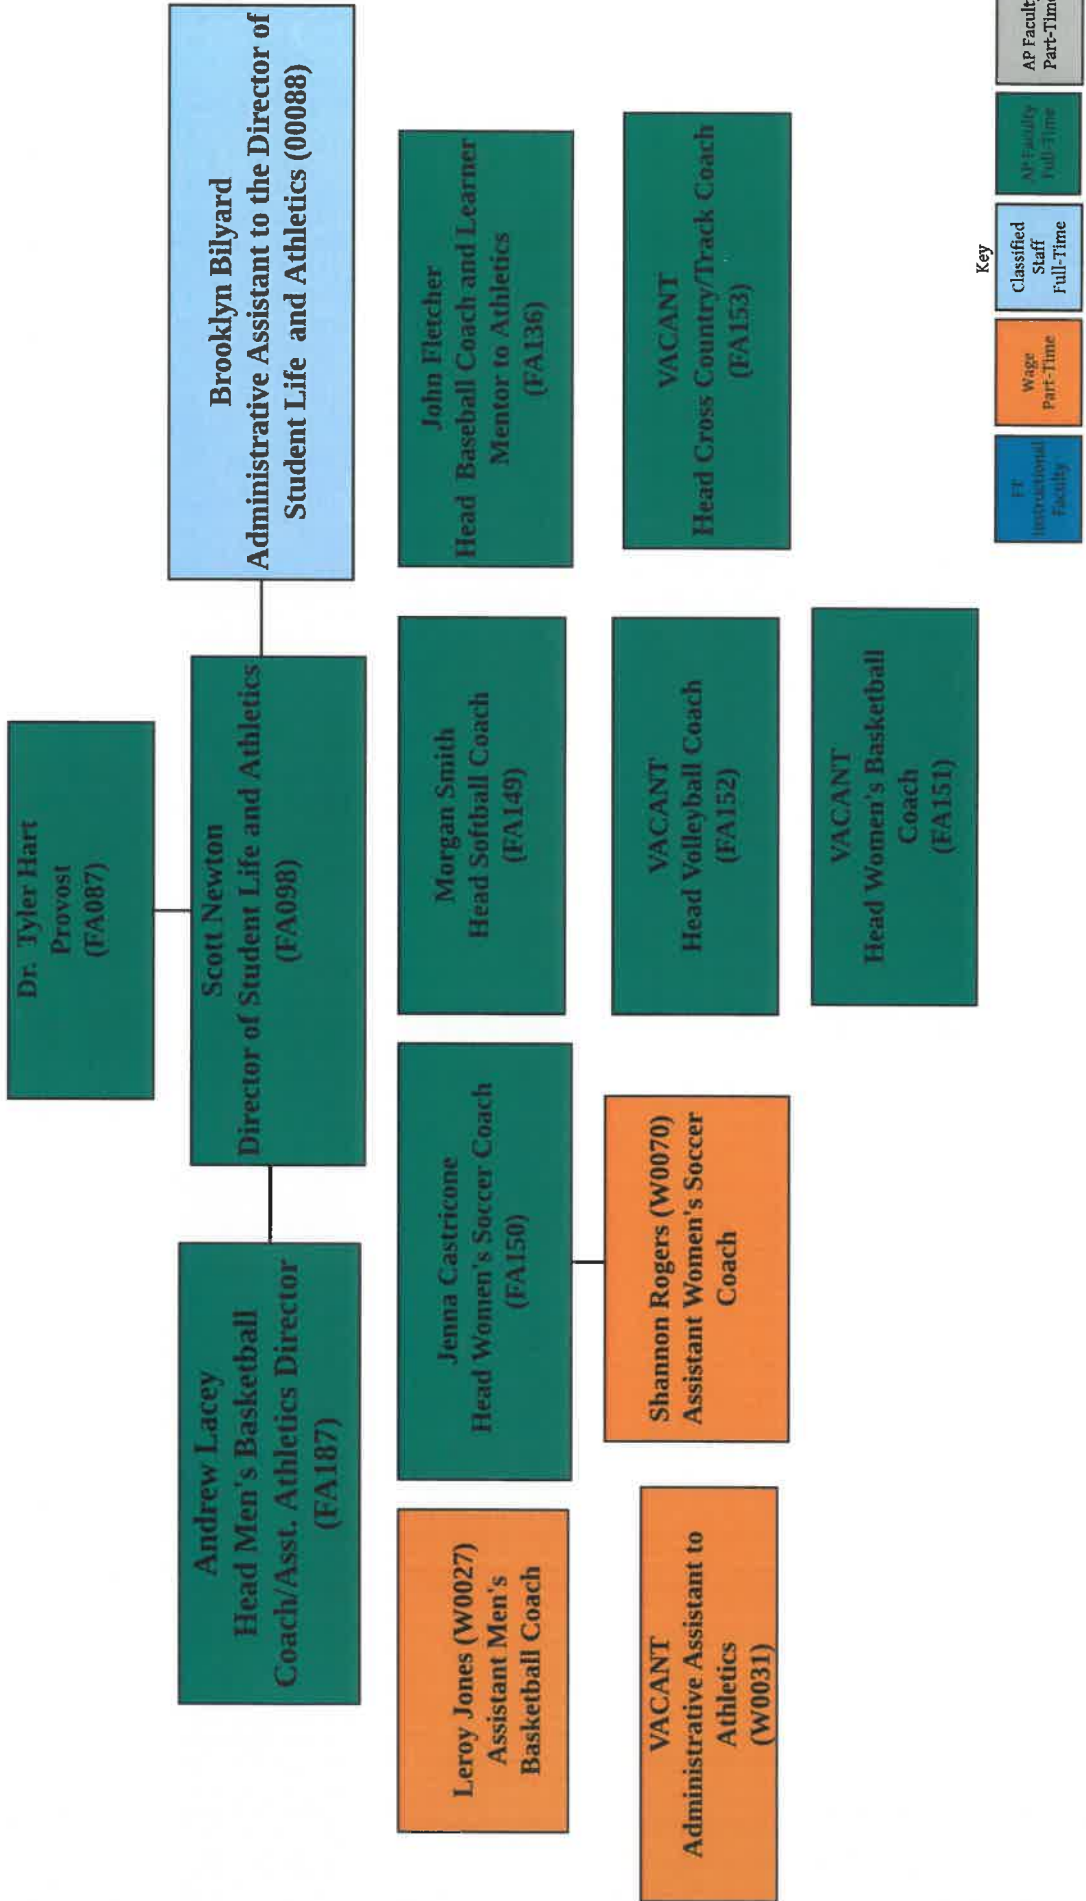 Dr. Tyler Hart
Provost
(FA087)
Andrew Lacey
Head Men's Basketball
Coach/Asst. Athletics Director
(FA187)
Scott Newton
Director of Student Life and Athletics
(FA098)
Brooklyn Bilyard
Administrative Assistant to the Director of
Student Life and Athletics (00088)
Leroy Jones (W0027)
Assistant Men's
Basketball Coach
Jenna Castricone
Head Women's Soccer Coach
(FA150)
Morgan Smith
Head Softball Coach
(FA149)
John Fletcher
Head Baseball Coach and Learner
Mentor to Athletics
(FA136)
VACANT
Administrative Assistant to
Athletics
(W0031)
Shannon Rogers (W0070)
Assistant Women's Soccer
Coach
VACANT
Head Volleyball Coach
(FA152)
VACANT
Head Cross Country/Track Coach
(FA153)
VACANT
Head Women's Basketball
Coach
(FA151)
Key
FT
Instructional
Faculty
Wage
Part-Time
Classified
Staff
Full-Time
AP Faculty
Full-Time
AP Faculty
Part-Time